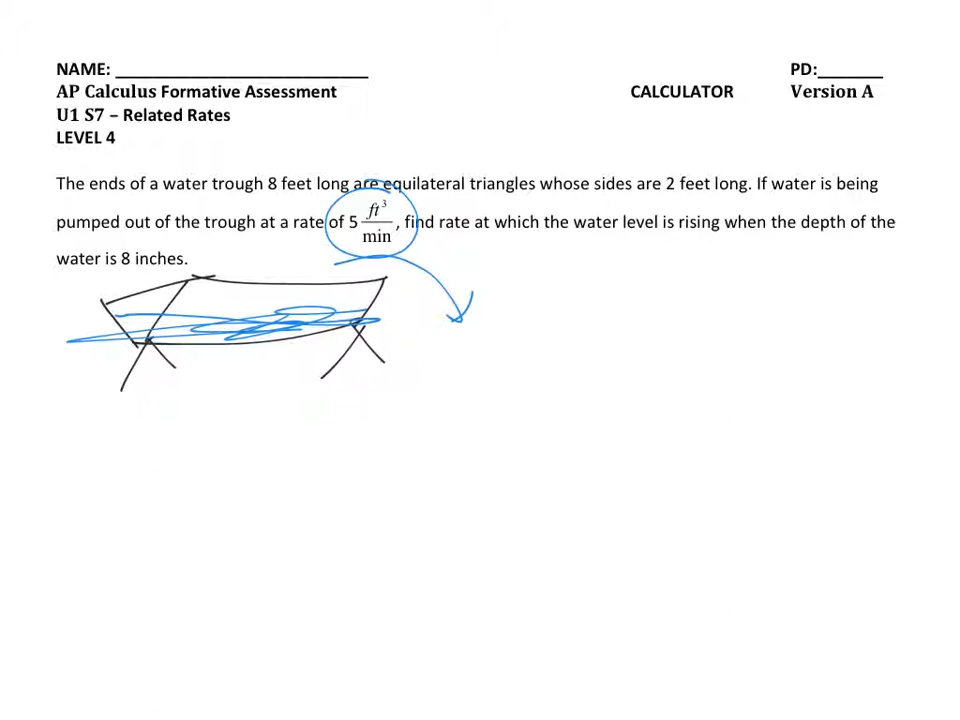 NAME: ____________________________ PD:_______
AP Calculus Formative Assessment CALCULATOR Version A
U1 S7 – Related Rates
LEVEL 4
The ends of a water trough 8 feet long are equilateral triangles whose sides are 2 feet long. If water is being
pumped out of the trough at a rate of 5 ft³/min, find rate at which the water level is rising when the depth of the
water is 8 inches.